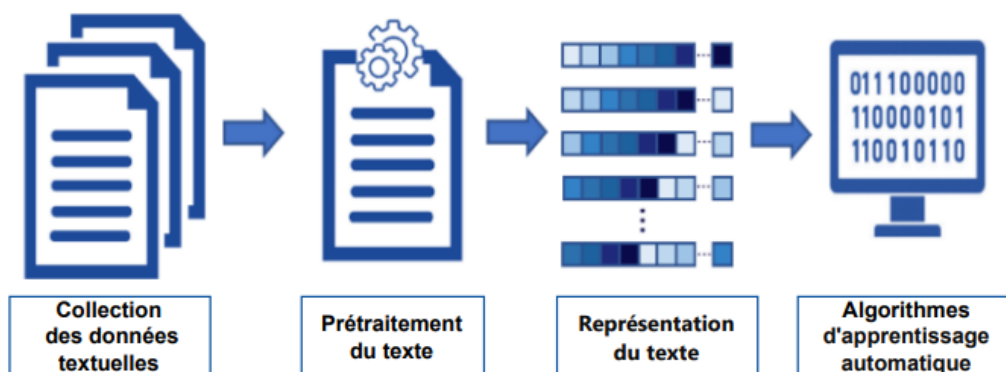 011100000
110000101
110010110
Collection
des données
textuelles
Prétraitement
du texte
Représentation
du texte
Algorithmes
d'apprentissage
automatique